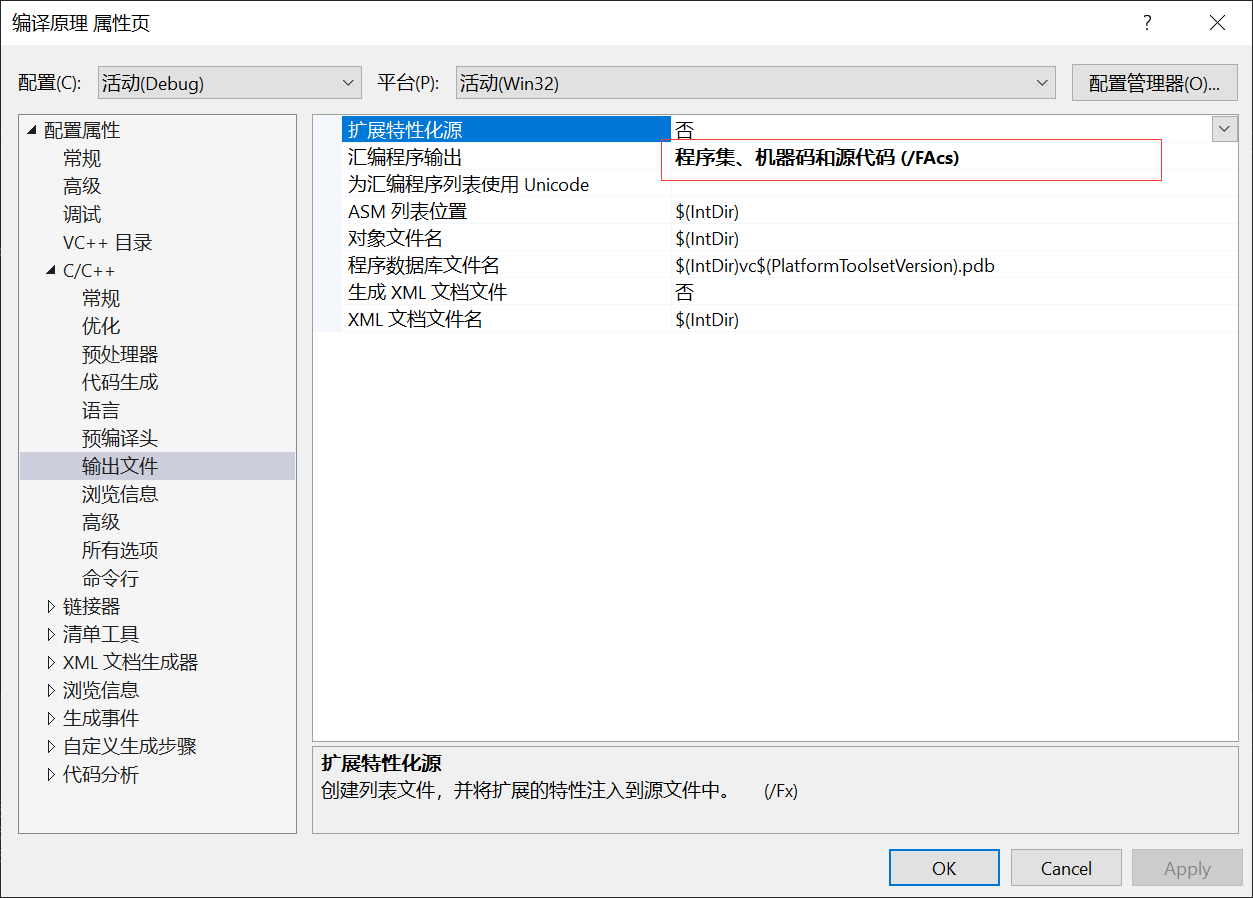 编译原理 属性页
?
配置(C): 活动(Debug) 平台(P): 活动(Win32) 配置管理器(O)...
配置属性
常规
高级
调试
VC++ 目录
C/C++
常规
优化
预处理器
代码生成
语言
预编译头
输出文件
浏览信息
高级
所有选项
命令行
链接器
清单工具
XML 文档生成器
浏览信息
生成事件
自定义生成步骤
代码分析
扩展特性化源 否
汇编程序输出 程序集、机器码和源代码 (/FAcs)
为汇编程序列表使用 Unicode
ASM 列表位置 $(IntDir)
对象文件名 $(IntDir)
程序数据库文件名 $(IntDir)vc$(PlatformToolsetVersion).pdb
生成 XML 文档文件 否
XML 文档文件名 $(IntDir)
扩展特性化源
创建列表文件，并将扩展的特性注入到源文件中。 (/Fx)
OK Cancel Apply